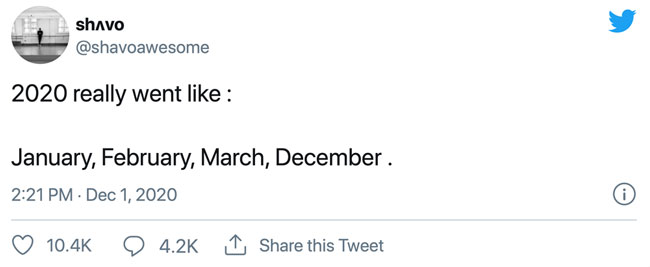 shʌvo
@shavoawesome
2020 really went like :
January, February, March, December .
2:21 PM · Dec 1, 2020
10.4K 4.2K Share this Tweet